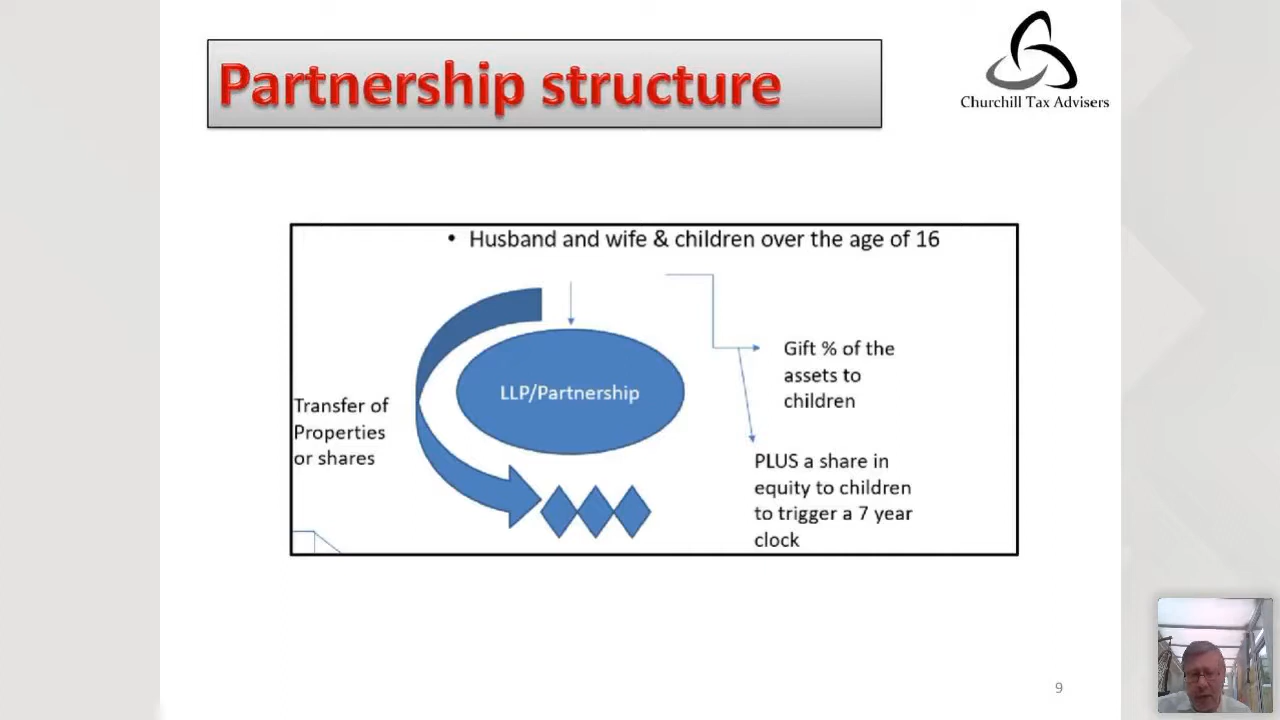 Partnership structure
Churchill Tax Advisers
• Husband and wife & children over the age of 16
LLP/Partnership
Transfer of
Properties
or shares
Gift % of the
assets to
children
PLUS a share in
equity to children
to trigger a 7 year
clock
9